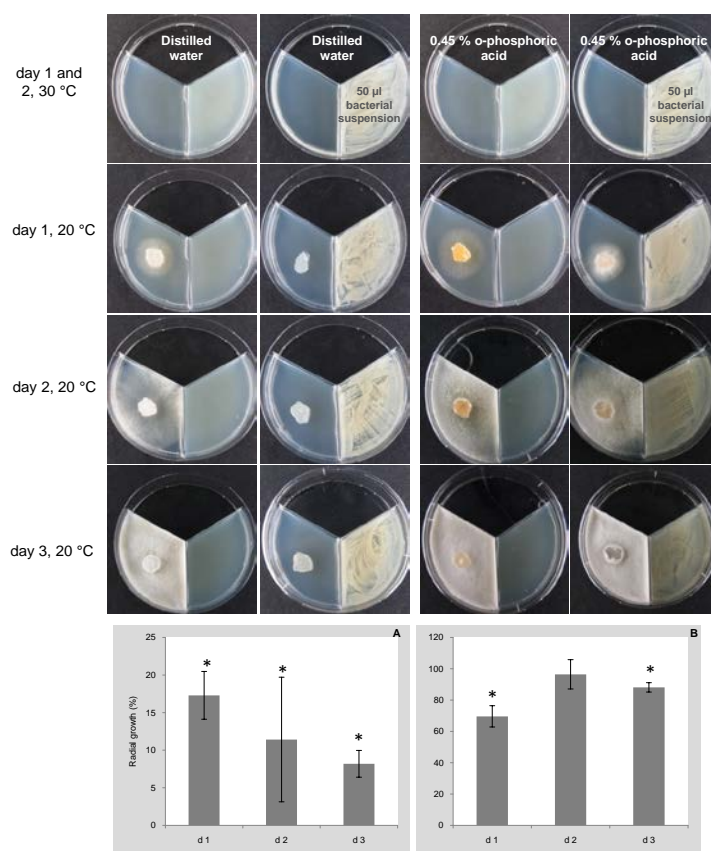 Distilled
water
Distilled
water
0.45 % o-phosphoric
acid
0.45 % o-phosphoric
acid
day 1 and
2, 30 °C
50 µl
bacterial
suspension
50 µl
bacterial
suspension
day 1, 20 °C
day 2, 20 °C
day 3, 20 °C
A
25
20
15
10
5
0
Radial growth (%)
*
*
*
d 1
d 2
d 3
B
120
100
80
60
40
20
0
*
*
d 1
d 2
d 3